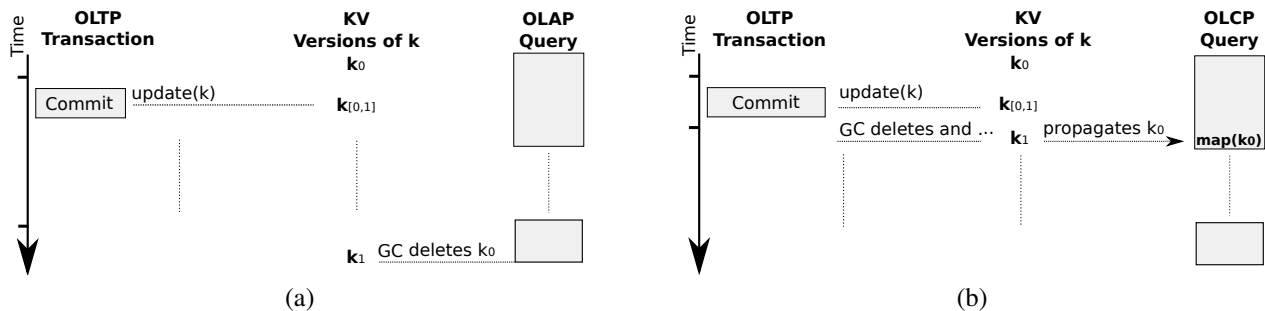 Time
OLTP
Transaction
KV
Versions of k
OLAP
Query
k0
Commit
update(k)
k[0,1]
k1
GC deletes k0
(a)
Time
OLTP
Transaction
KV
Versions of k
OLCP
Query
k0
Commit
update(k)
k[0,1]
GC deletes and ...
k1
propagates k0
map(k0)
(b)